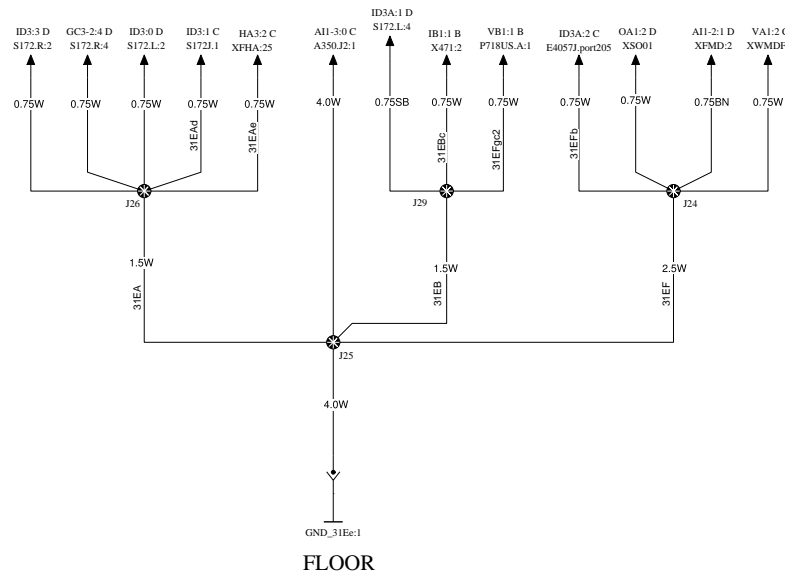 ID3:3 D
S172.R:2
GC3-2:4 D
S172.R:4
ID3:0 D
S172.L:2
ID3:1 C
S172J.1
HA3:2 C
XFHA:25
AI1-3:0 C
A350.J2:1
ID3A:1 D
S172.L:4
IB1:1 B
X471:2
VB1:1 B
P718US.A:1
ID3A:2 C
E4057J.port205
OA1:2 D
XSO01
AI1-2:1 D
XFMD:2
VA1:2 C
XWMDF
0.75W
0.75W
0.75W
0.75W
0.75W
4.0W
0.75SB
0.75W
0.75W
0.75W
0.75W
0.75BN
0.75W
31EAd
31EAe
31EBc
31EFgc2
31EFb
J26
J29
J24
1.5W
1.5W
2.5W
31EA
31EB
31EF
J25
4.0W
GND_31Ee:1
FLOOR